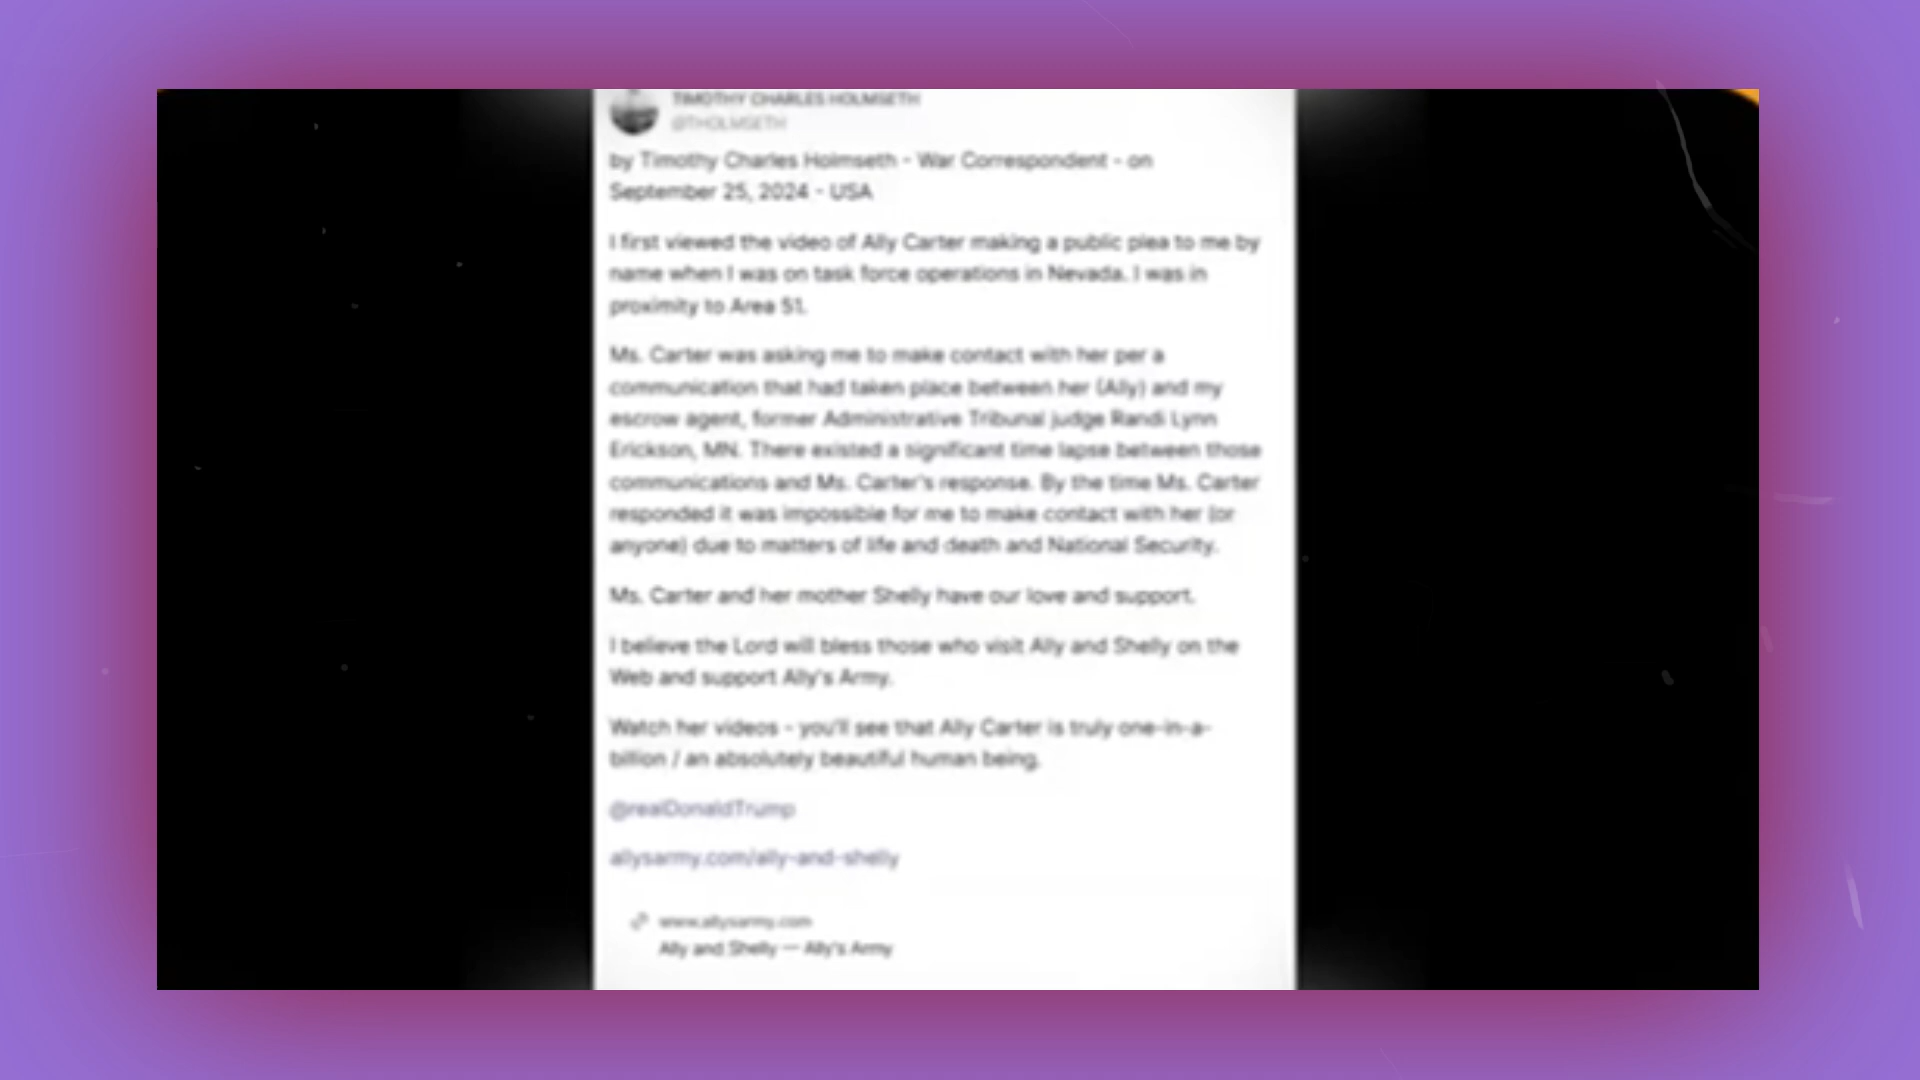 TIMOTHY CHARLES HOLMSETH
@THOLMSETH
by Timothy Charles Holmseth - War Correspondent - on
September 25, 2024 - USA
I first viewed the video of Ally Carter making a public plea to me by
name when I was on task force operations in Nevada. I was in
proximity to Area 51.
Ms. Carter was asking me to make contact with her per a
communication that had taken place between her (Ally) and my
escrow agent, former Administrative Tribunal judge Randi Lynn
Erickson, MN. There existed a significant time lapse between those
communications and Ms. Carter's response. By the time Ms. Carter
responded it was impossible for me to make contact with her (or
anyone) due to matters of life and death and National Security.
Ms. Carter and her mother Shelly have our love and support.
I believe the Lord will bless those who visit Ally and Shelly on the
Web and support Ally's Army.
Watch her videos - you'll see that Ally Carter is truly one-in-a-
billion / an absolutely beautiful human being.
@realDonaldTrump
allysarmy.com/ally-and-shelly
www.allysarmy.com
Ally and Shelly — Ally's Army